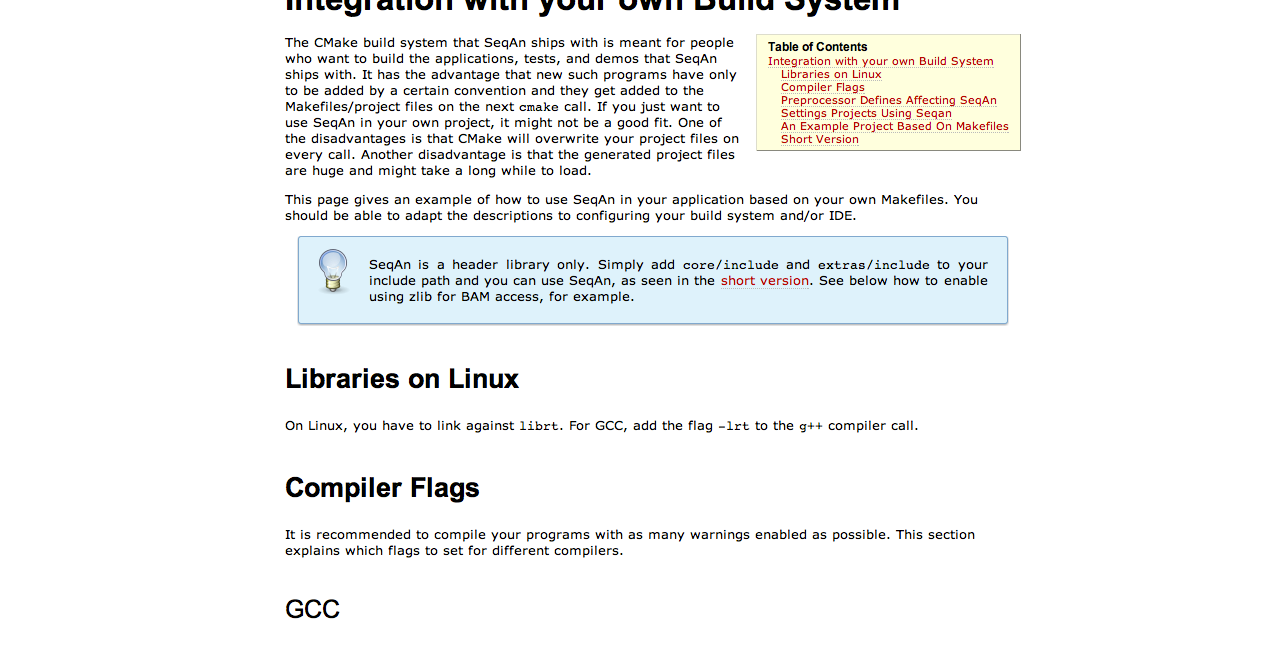 Integration with your own Build System
The CMake build system that SeqAn ships with is meant for people
who want to build the applications, tests, and demos that SeqAn
ships with. It has the advantage that new such programs have only
to be added by a certain convention and they get added to the
Makefiles/project files on the next cmake call. If you just want to
use SeqAn in your own project, it might not be a good fit. One of
the disadvantages is that CMake will overwrite your project files on
every call. Another disadvantage is that the generated project files
are huge and might take a long while to load.
Table of Contents
Integration with your own Build System
Libraries on Linux
Compiler Flags
Preprocessor Defines Affecting SeqAn
Settings Projects Using Seqan
An Example Project Based On Makefiles
Short Version
This page gives an example of how to use SeqAn in your application based on your own Makefiles. You
should be able to adapt the descriptions to configuring your build system and/or IDE.
SeqAn is a header library only. Simply add core/include and extras/include to your
include path and you can use SeqAn, as seen in the short version. See below how to enable
using zlib for BAM access, for example.
Libraries on Linux
On Linux, you have to link against librt. For GCC, add the flag -lrt to the g++ compiler call.
Compiler Flags
It is recommended to compile your programs with as many warnings enabled as possible. This section
explains which flags to set for different compilers.
GCC